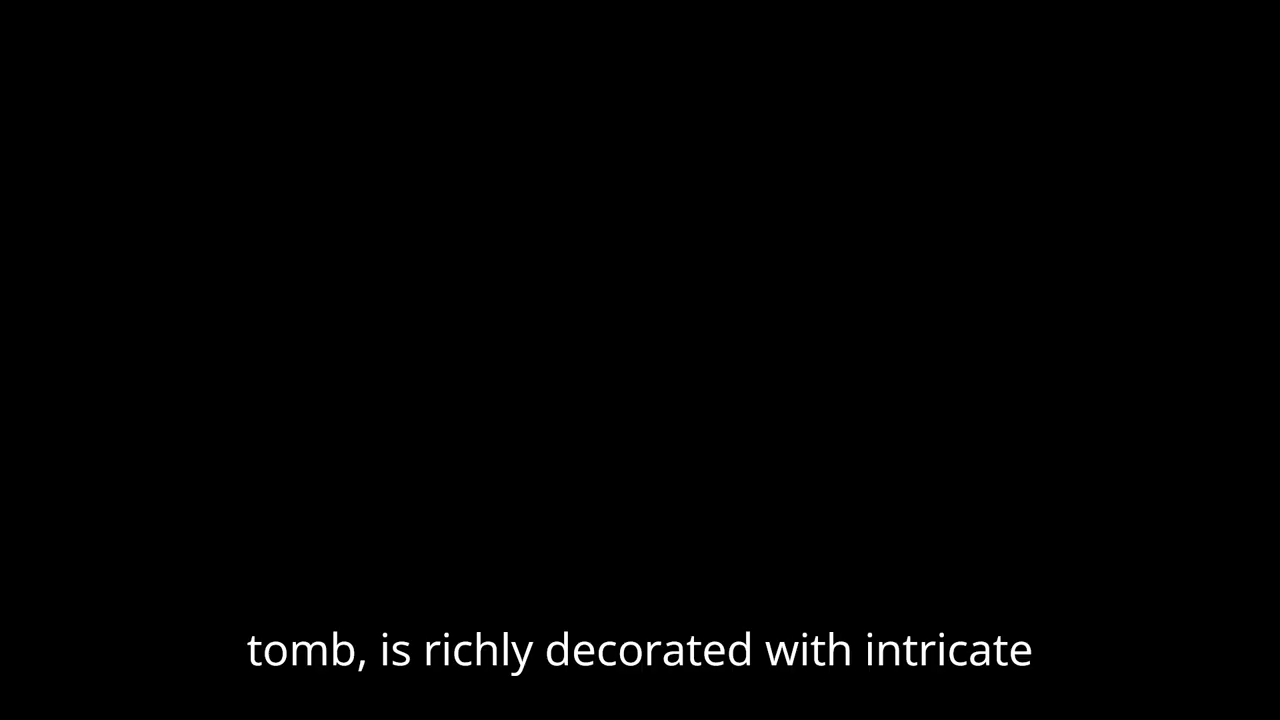 tomb, is richly decorated with intricate